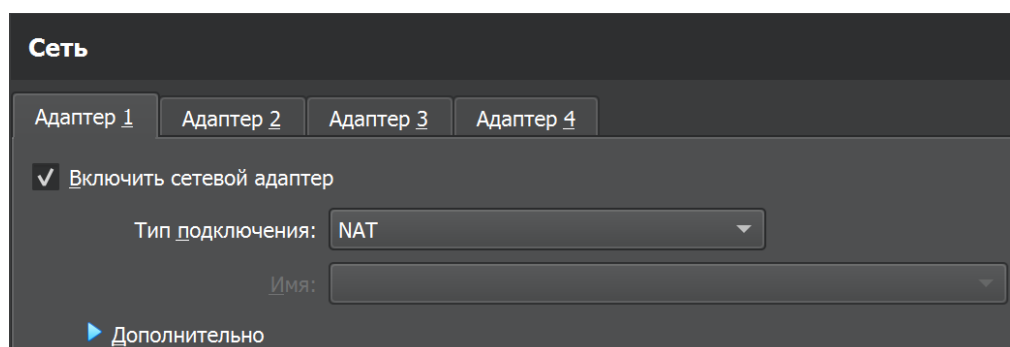 Сеть
Адаптер 1 Адаптер 2 Адаптер 3 Адаптер 4
Включить сетевой адаптер
Тип подключения: NAT
Имя:
Дополнительно